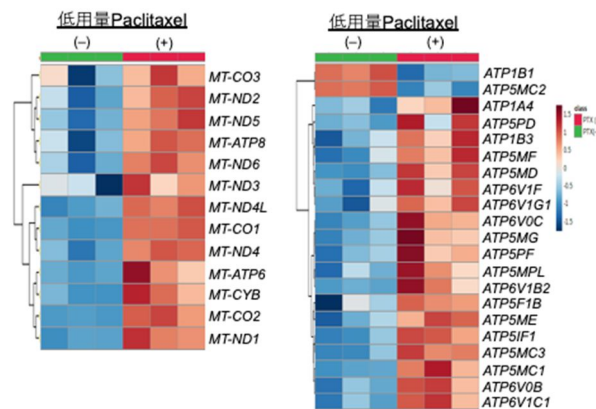 低用量Paclitaxel
(–) (+)
MT-CO3
MT-ND2
MT-ND5
MT-ATP8
MT-ND6
MT-ND3
MT-ND4L
MT-CO1
MT-ND4
MT-ATP6
MT-CYB
MT-CO2
MT-ND1
低用量Paclitaxel
(–) (+)
ATP1B1
ATP5MC2
ATP1A4
ATP5PD
ATP1B3
ATP5MF
ATP5MD
ATP6V1F
ATP6V1G1
ATP6V0C
ATP5MG
ATP5PF
ATP5MPL
ATP6V1B2
ATP5F1B
ATP5ME
ATP5IF1
ATP5MC3
ATP5MC1
ATP6V0B
ATP6V1C1
class
1.5
1
0.5
0
-0.5
-1
-1.5